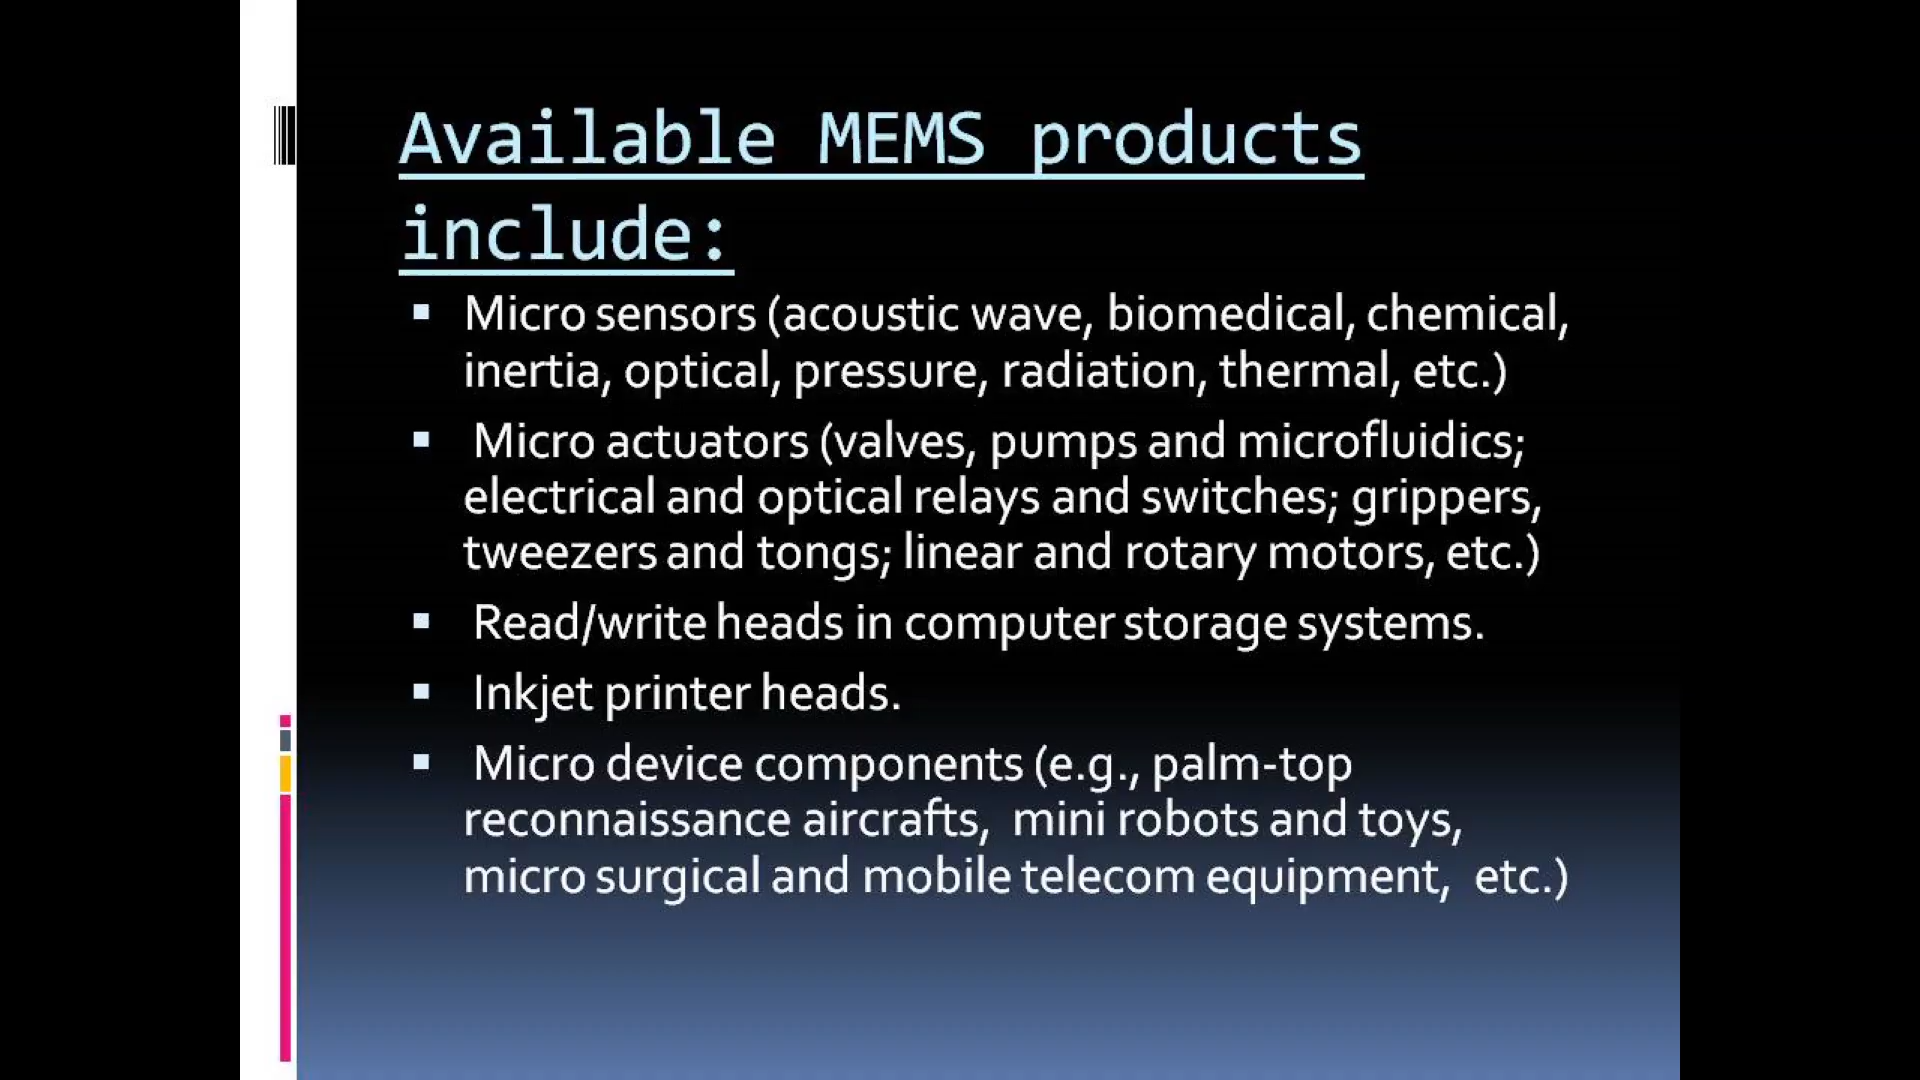 Available MEMS products
include:
▪ Micro sensors (acoustic wave, biomedical, chemical,
inertia, optical, pressure, radiation, thermal, etc.)
▪ Micro actuators (valves, pumps and microfluidics;
electrical and optical relays and switches; grippers,
tweezers and tongs; linear and rotary motors, etc.)
▪ Read/write heads in computer storage systems.
▪ Inkjet printer heads.
▪ Micro device components (e.g., palm-top
reconnaissance aircrafts, mini robots and toys,
micro surgical and mobile telecom equipment, etc.)